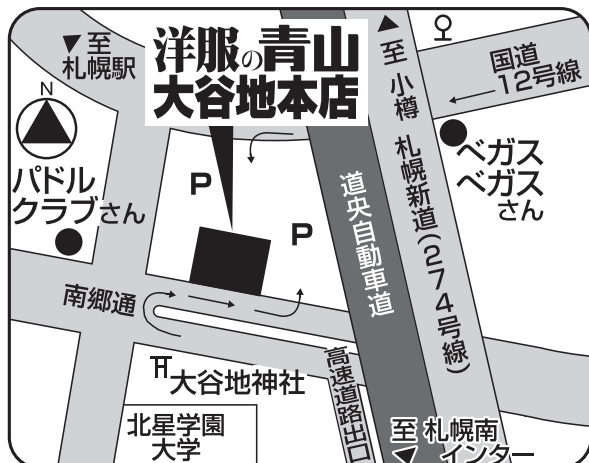 至
札幌駅
洋服の青山
大谷地本店
至 小樽
札幌新道(274号線)
国道
12号線
N
パドル
クラブさん
P
P
ベガス
ベガス
さん
道央自動車道
南郷通
大谷地神社
高速道路出口
北星学園
大学
至 札幌南
インター